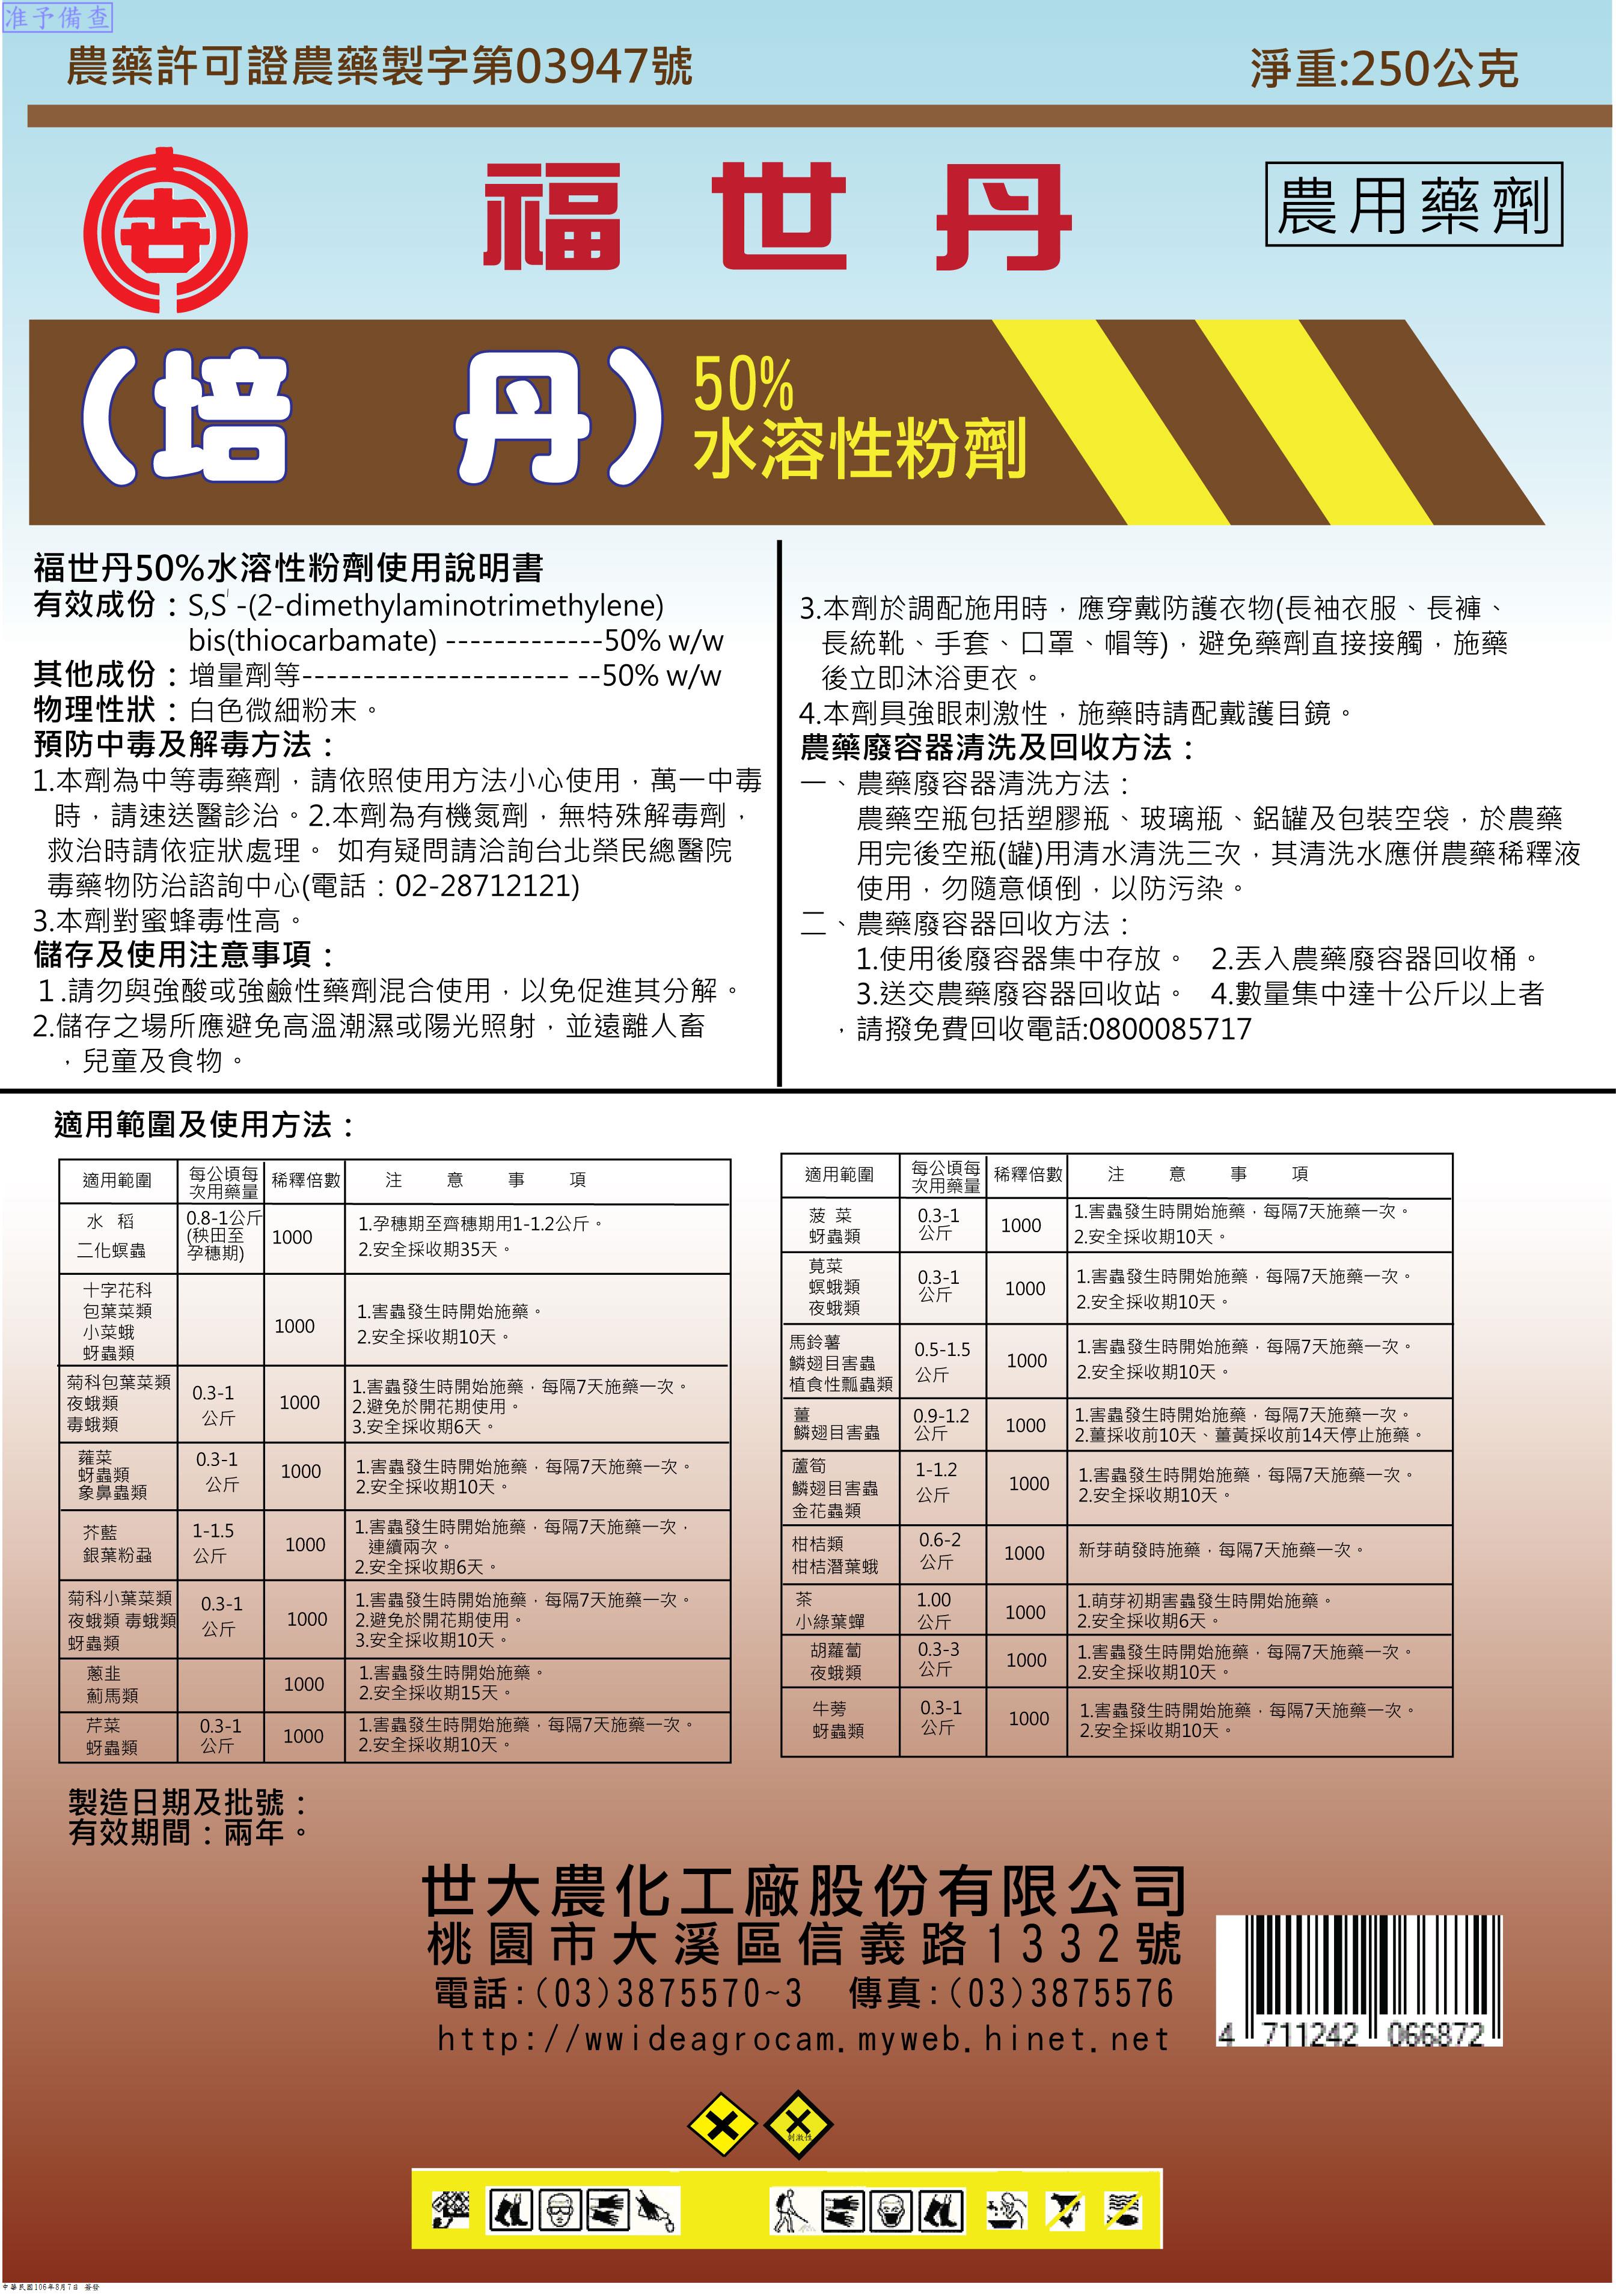 准予備查
農藥許可證農藥製字第03947號
淨重:250公克
福世丹
農用藥劑
(培丹)
50%
水溶性粉劑
福世丹50%水溶性粉劑使用說明書
有效成份：S,S'-(2-dimethylaminotrimethylene)
bis(thiocarbamate) -------------50% w/w
其他成份：增量劑等---------------------- --50% w/w
物理性狀：白色微細粉末。
預防中毒及解毒方法：
1.本劑為中等毒藥劑，請依照使用方法小心使用，萬一中毒
時，請速送醫診治。2.本劑為有機氮劑，無特殊解毒劑，
救治時請依症狀處理。 如有疑問請洽詢台北榮民總醫院
毒藥物防治諮詢中心(電話：02-28712121)
3.本劑對蜜蜂毒性高。
儲存及使用注意事項：
1.請勿與強酸或強鹼性藥劑混合使用，以免促進其分解。
2.儲存之場所應避免高溫潮濕或陽光照射，並遠離人畜
，兒童及食物。
3.本劑於調配施用時，應穿戴防護衣物(長袖衣服、長褲、
長統靴、手套、口罩、帽等)，避免藥劑直接接觸，施藥
後立即沐浴更衣。
4.本劑具強眼刺激性，施藥時請配戴護目鏡。
農藥廢容器清洗及回收方法：
一、農藥廢容器清洗方法：
農藥空瓶包括塑膠瓶、玻璃瓶、鋁罐及包裝空袋，於農藥
用完後空瓶(罐)用清水清洗三次，其清洗水應併農藥稀釋液
使用，勿隨意傾倒，以防污染。
二、農藥廢容器回收方法：
1.使用後廢容器集中存放。 2.丟入農藥廢容器回收桶。
3.送交農藥廢容器回收站。 4.數量集中達十公斤以上者
，請撥免費回收電話:0800085717
適用範圍及使用方法：
適用範圍 每公頃每次用藥量 稀釋倍數 注意事項
水稻 二化螟蟲 0.8-1公斤(秧田至孕穗期) 1000 1.孕穗期至齊穗期用1-1.2公斤。
2.安全採收期35天。
十字花科包葉菜類 小菜蛾 蚜蟲類 1000 1.害蟲發生時開始施藥。
2.安全採收期10天。
菊科包葉菜類 夜蛾類 毒蛾類 0.3-1公斤 1000 1.害蟲發生時開始施藥，每隔7天施藥一次。
2.避免於開花期使用。
3.安全採收期6天。
蕹菜 蚜蟲類 象鼻蟲類 0.3-1公斤 1000 1.害蟲發生時開始施藥，每隔7天施藥一次。
2.安全採收期10天。
芥藍 銀葉粉蝨 1-1.5公斤 1000 1.害蟲發生時開始施藥，每隔7天施藥一次，
連續兩次。
2.安全採收期6天。
菊科小葉菜類 夜蛾類 毒蛾類 蚜蟲類 0.3-1公斤 1000 1.害蟲發生時開始施藥，每隔7天施藥一次。
2.避免於開花期使用。
3.安全採收期10天。
蔥韭 薊馬類 1000 1.害蟲發生時開始施藥。
2.安全採收期15天。
芹菜 蚜蟲類 0.3-1公斤 1000 1.害蟲發生時開始施藥，每隔7天施藥一次。
2.安全採收期10天。
適用範圍 每公頃每次用藥量 稀釋倍數 注意事項
菠菜 蚜蟲類 0.3-1公斤 1000 1.害蟲發生時開始施藥，每隔7天施藥一次。
2.安全採收期10天。
莧菜 螟蛾類 夜蛾類 0.3-1公斤 1000 1.害蟲發生時開始施藥，每隔7天施藥一次。
2.安全採收期10天。
馬鈴薯 鱗翅目害蟲 植食性瓢蟲類 0.5-1.5公斤 1000 1.害蟲發生時開始施藥，每隔7天施藥一次。
2.安全採收期10天。
薑 鱗翅目害蟲 0.9-1.2公斤 1000 1.害蟲發生時開始施藥，每隔7天施藥一次。
2.薑採收前10天、薑黃採收前14天停止施藥。
蘆筍 鱗翅目害蟲 金花蟲類 1-1.2公斤 1000 1.害蟲發生時開始施藥，每隔7天施藥一次。
2.安全採收期10天。
柑桔類 柑桔潛葉蛾 0.6-2公斤 1000 新芽萌發時施藥，每隔7天施藥一次。
茶 小綠葉蟬 1.00公斤 1000 1.萌芽初期害蟲發生時開始施藥。
2.安全採收期6天。
胡蘿蔔 夜蛾類 0.3-3公斤 1000 1.害蟲發生時開始施藥，每隔7天施藥一次。
2.安全採收期10天。
牛蒡 蚜蟲類 0.3-1公斤 1000 1.害蟲發生時開始施藥，每隔7天施藥一次。
2.安全採收期10天。
製造日期及批號：
有效期間：兩年。
世大農化工廠股份有限公司
桃園市大溪區信義路1332號
電話:(03)3875570~3 傳真:(03)3875576
http://wwideagrocam.myweb.hinet.net
4 711242 066872
刺激性
中華民國106年8月7日 簽發